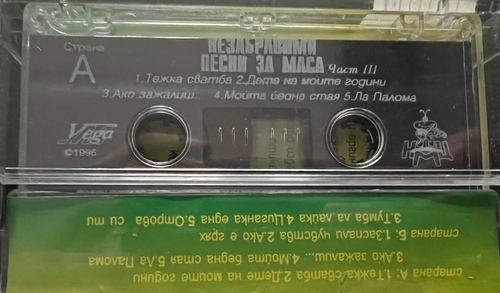 Страна
А
НЕЗАБРАВИМИ
ПЕСНИ ЗА МАСА Част III
1.Тежка сватба 2.Дете на моите години
3.Ако зажалиш... 4.Мойта бедна стая 5.Ла Палома
Vega
©1996
страна А: 1.Тежка сватба 2.Дете на моите години
3.Ако зажалиш... 4.Мойта бедна стая 5.Ла Палома
старана Б: 1.Заспали чувства 2.Ако е грях
3.Тумба ла лайка 4.Циганка една 5.Отрова си ти